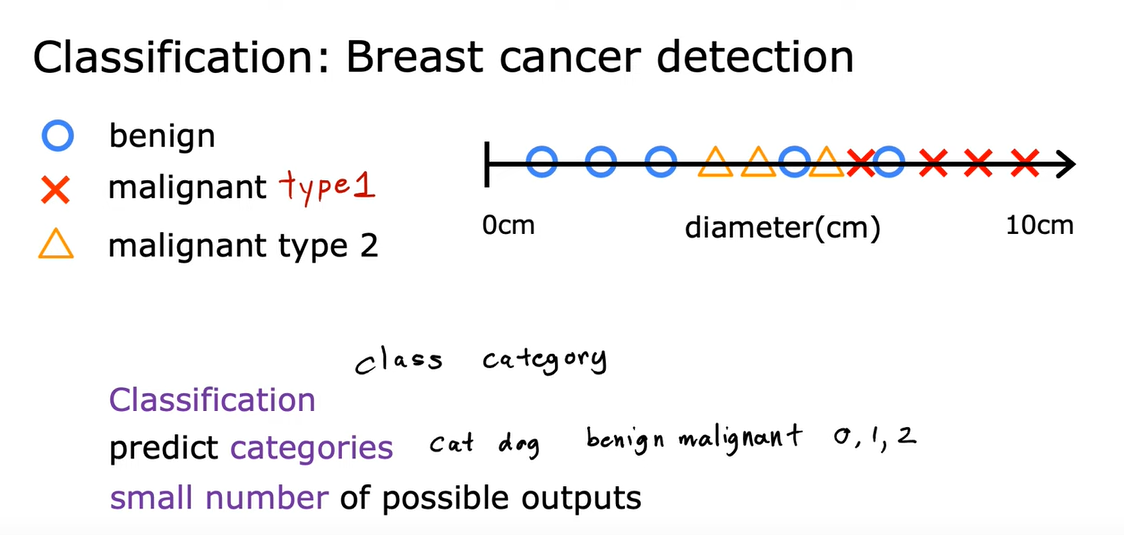 Classification: Breast cancer detection
benign
malignant type1
malignant type 2
0cm diameter(cm) 10cm
class category
Classification
predict categories cat dog benign malignant 0, 1, 2
small number of possible outputs